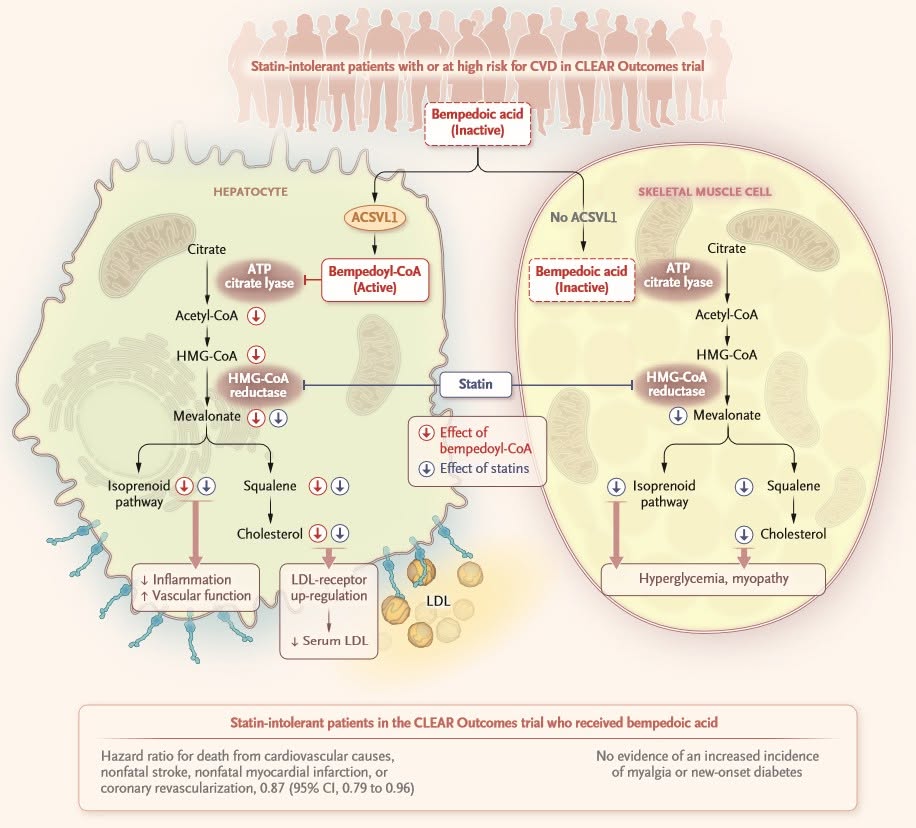 Statin-intolerant patients with or at high risk for CVD in CLEAR Outcomes trial
Bempedoic acid
(Inactive)
HEPATOCYTE
ACSVL1
Citrate
ATP
citrate lyase
Bempedoyl-CoA
(Active)
Acetyl-CoA ↓
HMG-CoA ↓
HMG-CoA
reductase
Mevalonate ↓ ↓
Isoprenoid
pathway
↓ ↓
Squalene ↓ ↓
Cholesterol ↓ ↓
↓ Inflammation
↑ Vascular function
LDL-receptor
up-regulation
↓ Serum LDL
LDL
Statin
↓ Effect of
bempedoyl-CoA
↓ Effect of statins
SKELETAL MUSCLE CELL
No ACSVL1
Bempedoic acid
(Inactive)
ATP
citrate lyase
Citrate
Acetyl-CoA
HMG-CoA
HMG-CoA
reductase
↓ Mevalonate
↓ Isoprenoid
pathway
↓ Squalene
↓ Cholesterol
Hyperglycemia, myopathy
Statin-intolerant patients in the CLEAR Outcomes trial who received bempedoic acid
Hazard ratio for death from cardiovascular causes,
nonfatal stroke, nonfatal myocardial infarction, or
coronary revascularization, 0.87 (95% CI, 0.79 to 0.96)
No evidence of an increased incidence
of myalgia or new-onset diabetes